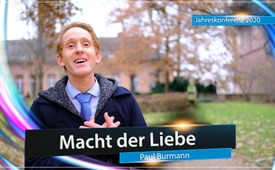 Jahreskonferenz 2020
Macht der Liebe
Paul Burmann